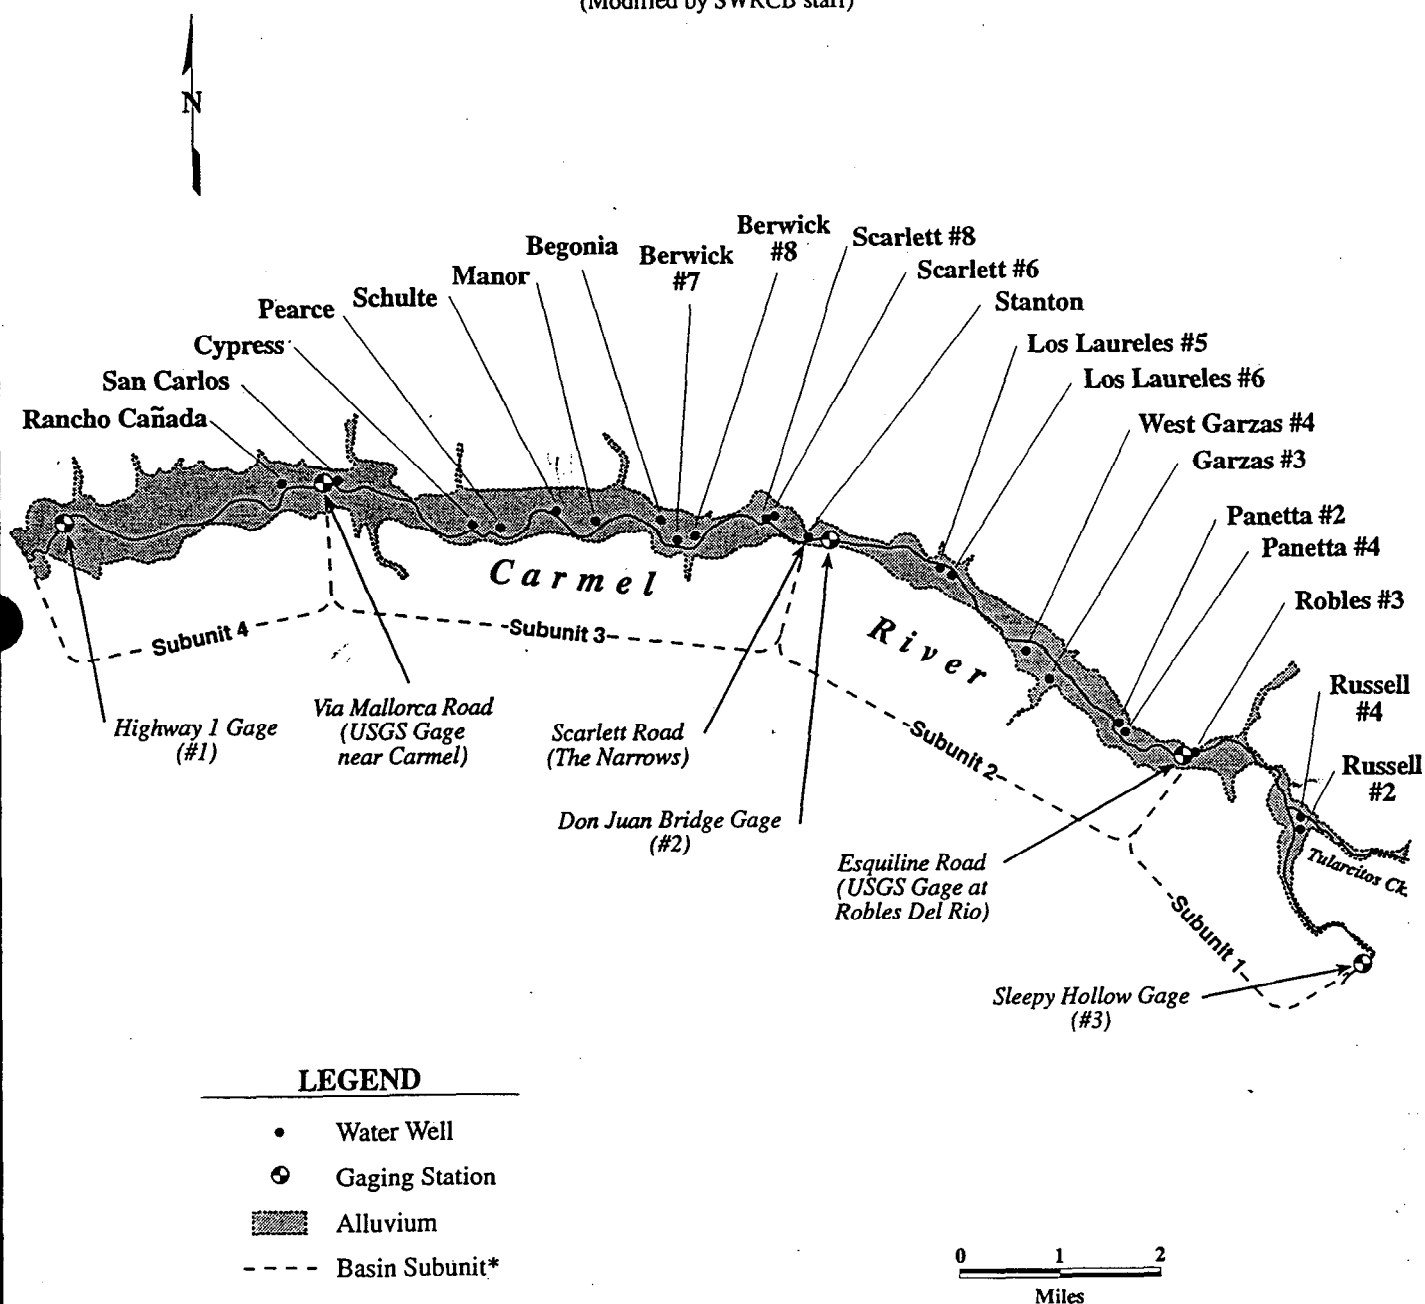 (Modified by SWRCB staff)
N
Berwick
#8
Scarlett #8
Begonia
Berwick
#7
Scarlett #6
Manor
Schulte
Stanton
Pearce
Cypress
Los Laureles #5
San Carlos
Los Laureles #6
Rancho Cañada
West Garzas #4
Garzas #3
Panetta #2
Panetta #4
Robles #3
Russell
#4
Russell
#2
Carmel
River
Subunit 4
Subunit 3
Subunit 2
Subunit 1
Highway 1 Gage
(#1)
Via Mallorca Road
(USGS Gage
near Carmel)
Scarlett Road
(The Narrows)
Don Juan Bridge Gage
(#2)
Esquiline Road
(USGS Gage at
Robles Del Rio)
Tularcitos Ck.
Sleepy Hollow Gage
(#3)
LEGEND
Water Well
Gaging Station
Alluvium
Basin Subunit*
0 1 2
Miles